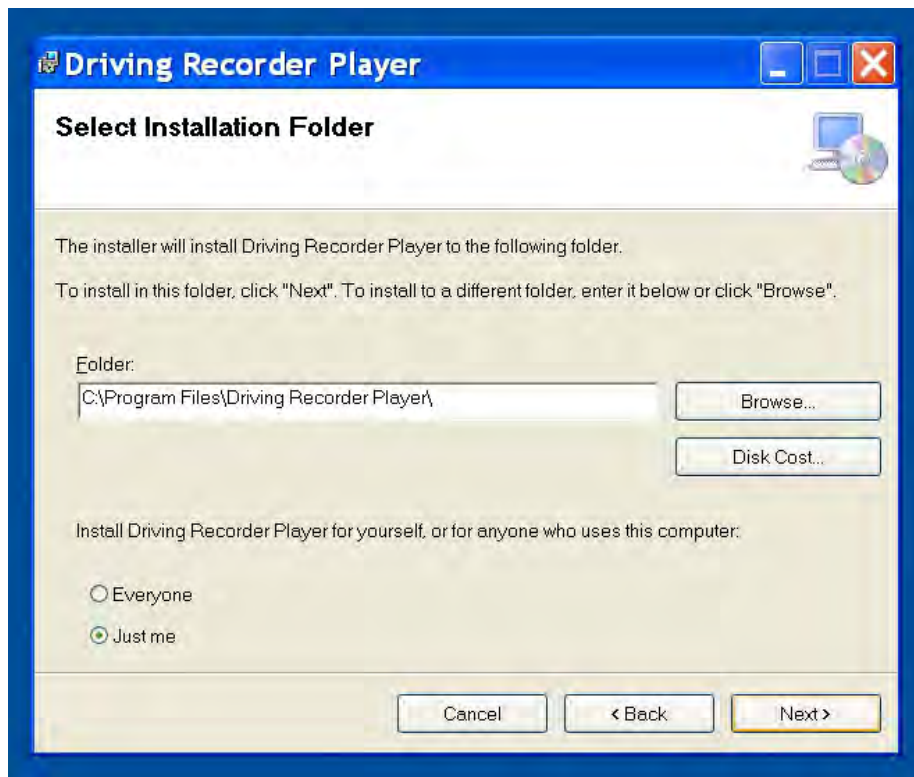 Driving Recorder Player
Select Installation Folder
The installer will install Driving Recorder Player to the following folder.
To install in this folder, click "Next". To install to a different folder, enter it below or click "Browse".
Folder:
C:\Program Files\Driving Recorder Player\
Browse...
Disk Cost...
Install Driving Recorder Player for yourself, or for anyone who uses this computer:
Everyone
Just me
Cancel
< Back
Next >